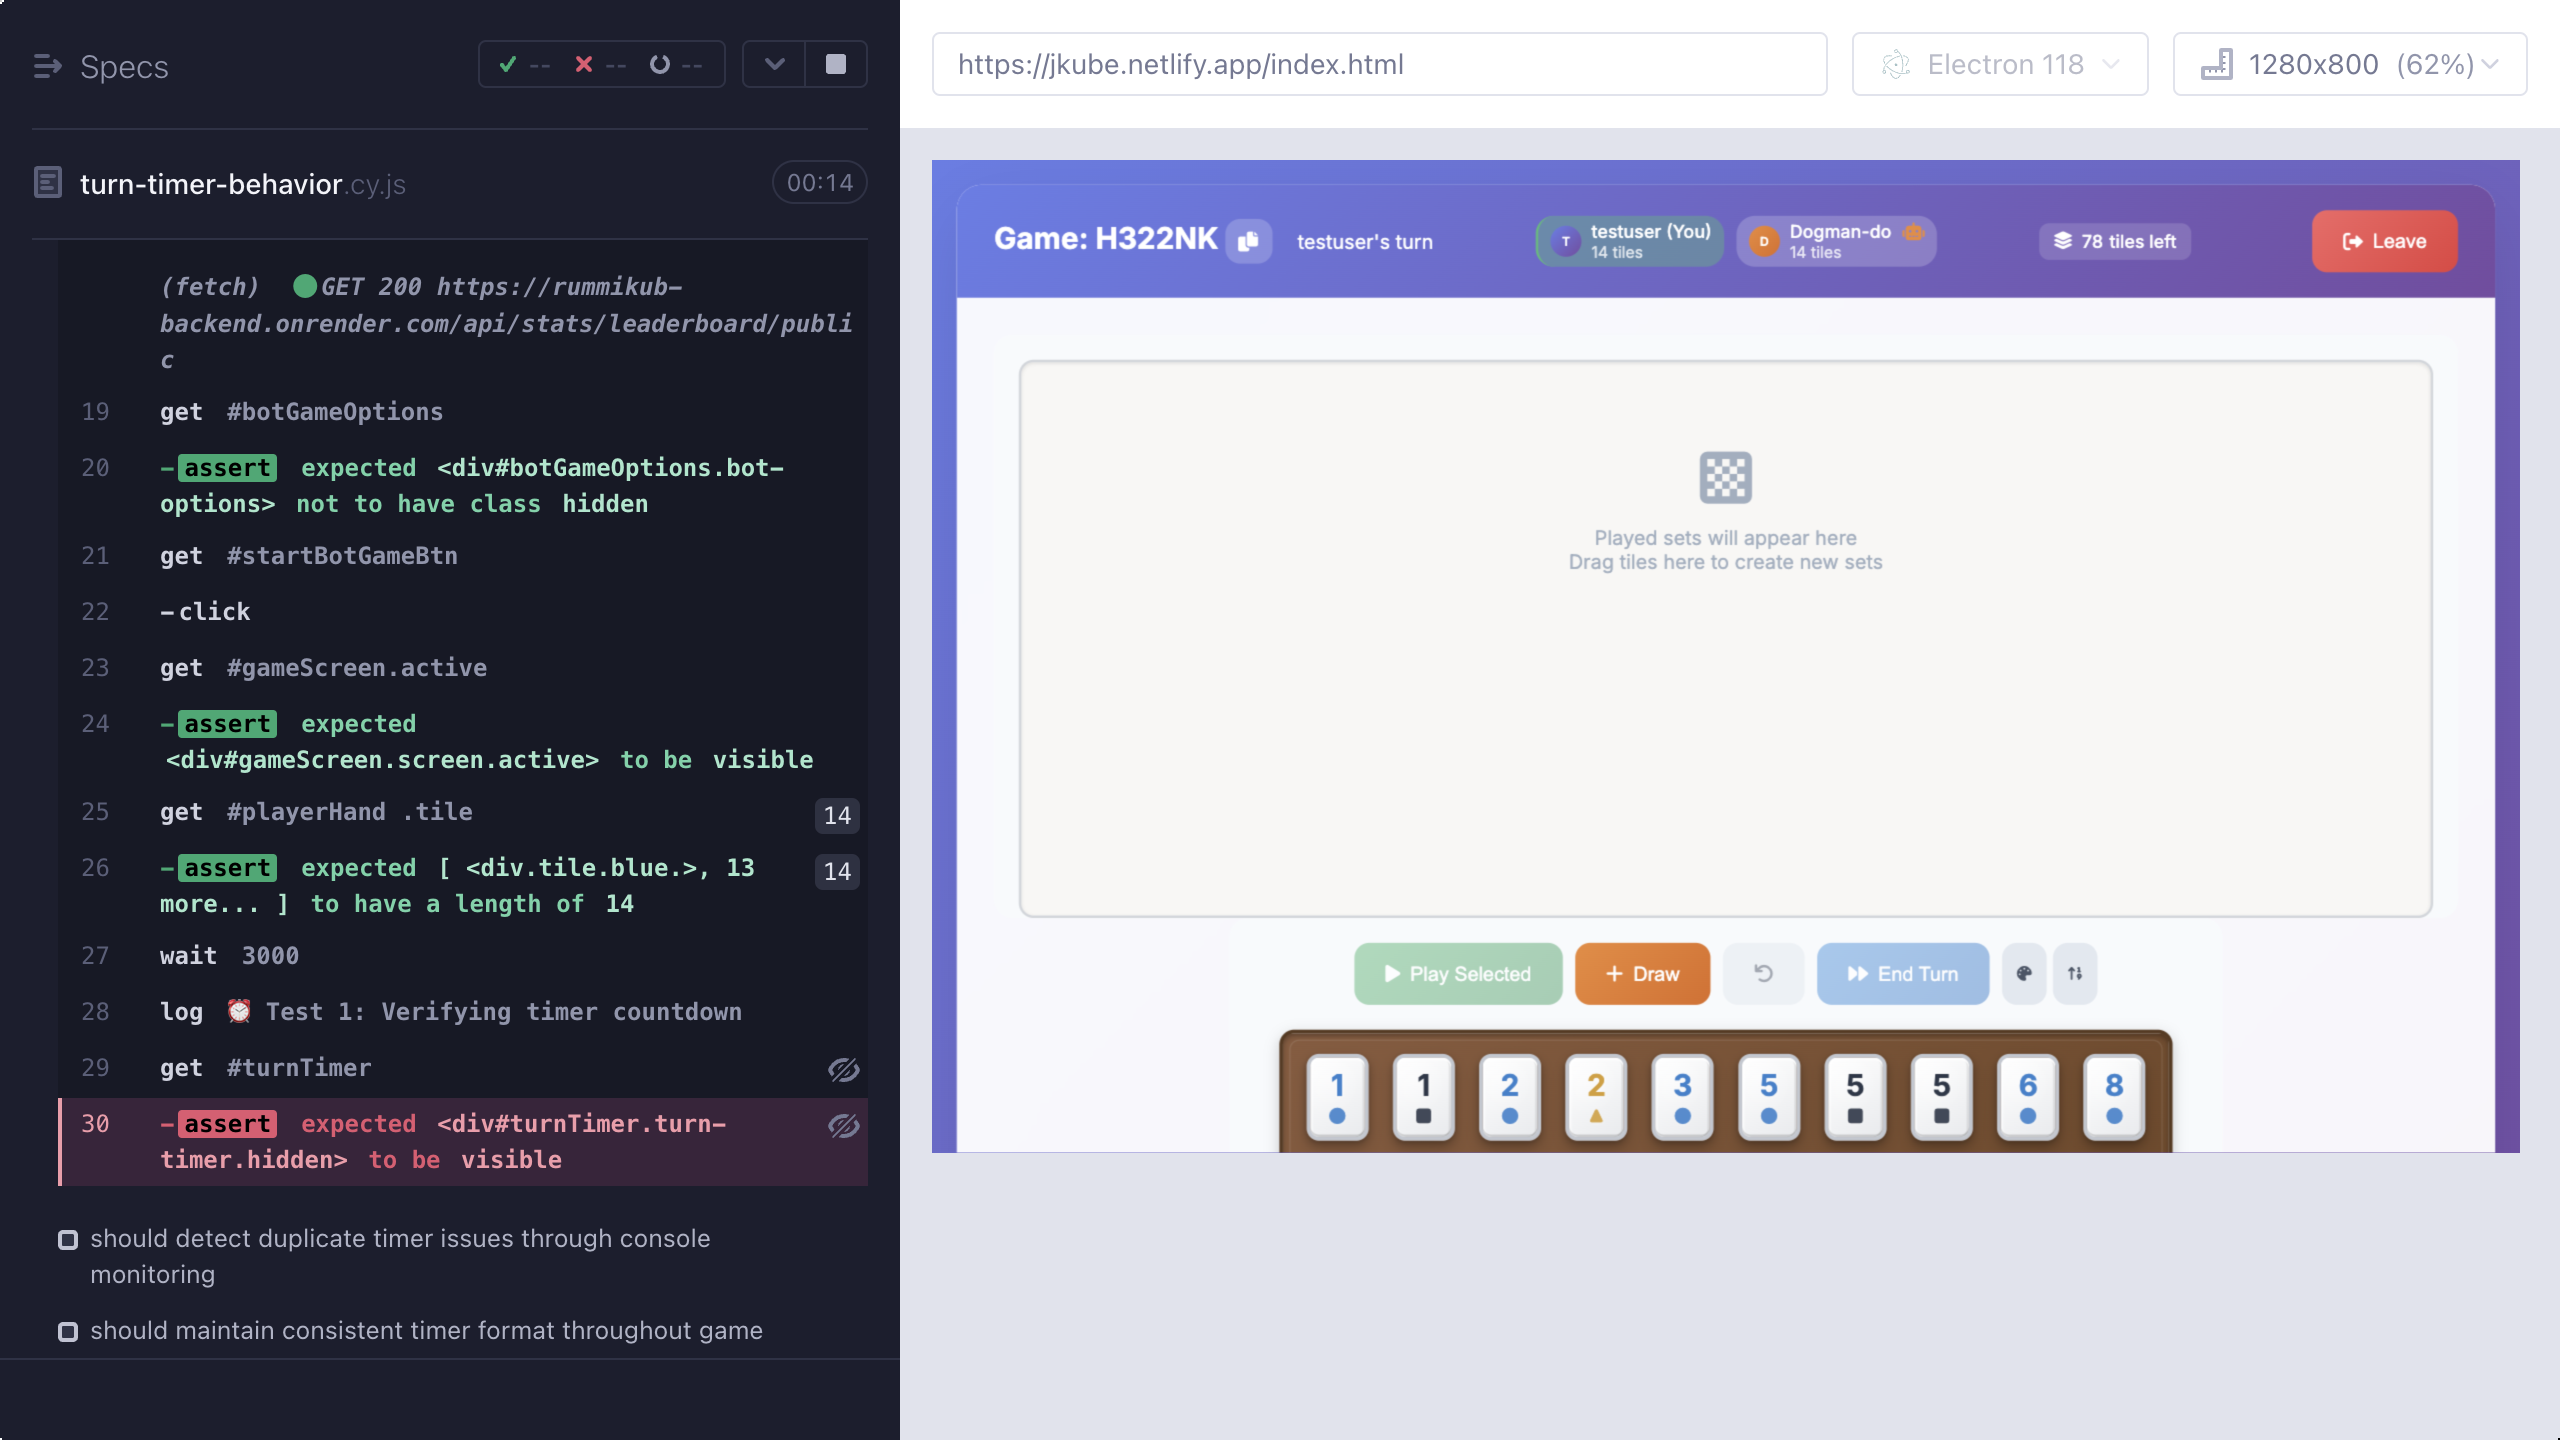 Specs
-- -- --
turn-timer-behavior.cy.js
00:14
(fetch) GET 200 https://rummikub-
backend.onrender.com/api/stats/leaderboard/publi
c
19 get #botGameOptions
20 -assert expected <div#botGameOptions.bot-
options> not to have class hidden
21 get #startBotGameBtn
22 -click
23 get #gameScreen.active
24 -assert expected
<div#gameScreen.screen.active> to be visible
25 get #playerHand .tile 14
26 -assert expected [ <div.tile.blue.>, 13 14
more... ] to have a length of 14
27 wait 3000
28 log ⏰ Test 1: Verifying timer countdown
29 get #turnTimer
30 -assert expected <div#turnTimer.turn-
timer.hidden> to be visible
should detect duplicate timer issues through console
monitoring
should maintain consistent timer format throughout game
https://jkube.netlify.app/index.html
Electron 118
1280x800 (62%)
Game: H322NK
testuser's turn
T
testuser (You)
14 tiles
D
Dogman-do
14 tiles
78 tiles left
Leave
Played sets will appear here
Drag tiles here to create new sets
Play Selected
Draw
End Turn
1 1 2 2 3 5 5 5 6 8